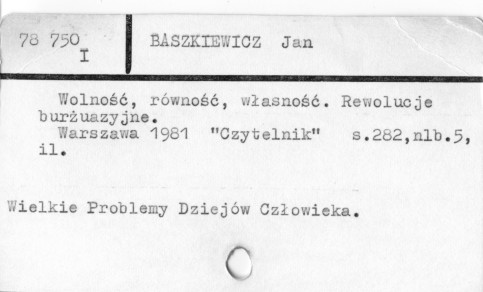 78 750 BASZKIEWICZ Jan
I
Wolność, równość, własność. Rewolucje
burżuazyjne.
Warszawa 1981 "Czytelnik" s.282,nlb.5,
il.
Wielkie Problemy Dziejów Człowieka.